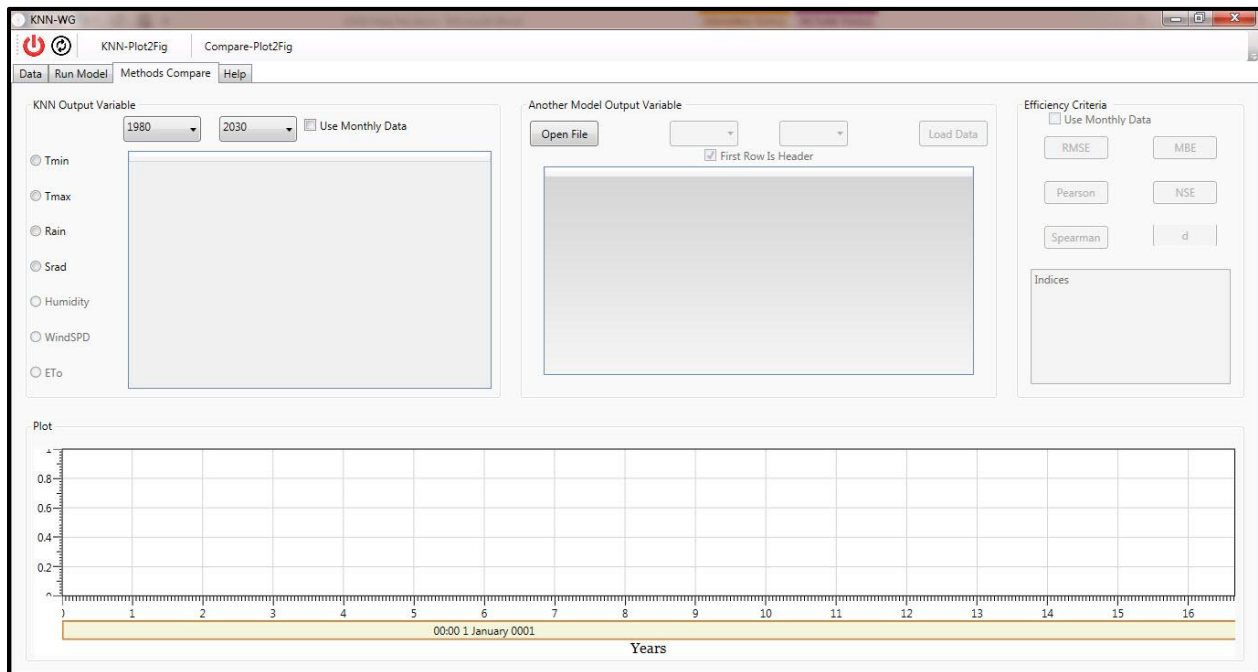 KNN-WG
KNN-Plot2Fig Compare-Plot2Fig
Data Run Model Methods Compare Help
KNN Output Variable
1980 2030 Use Monthly Data
Tmin
Tmax
Rain
Srad
Humidity
WindSPD
ETo
Another Model Output Variable
Open File Load Data
First Row Is Header
Efficiency Criteria
Use Monthly Data
RMSE MBE
Pearson NSE
Spearman d
Indices
Plot
1
0.8
0.6
0.4
0.2
1 2 3 4 5 6 7 8 9 10 11 12 13 14 15 16
00:00 1 January 0001
Years